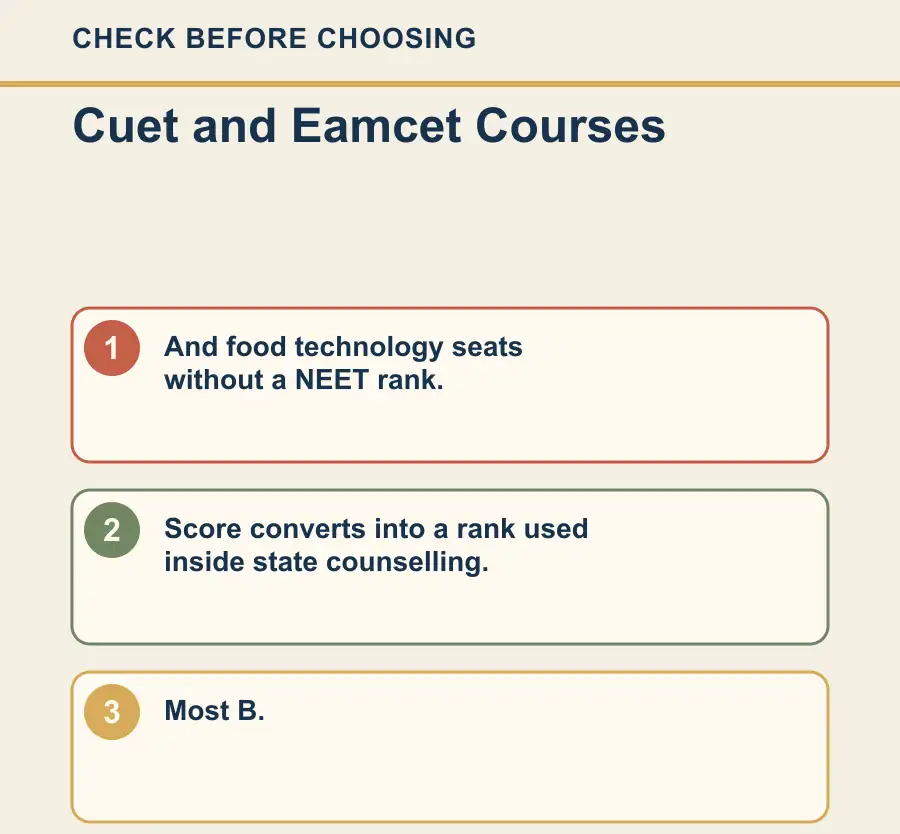 CHECK BEFORE CHOOSING
Cuet and Eamcet Courses
1
And food technology seats
without a NEET rank.
2
Score converts into a rank used
inside state counselling.
3
Most B.